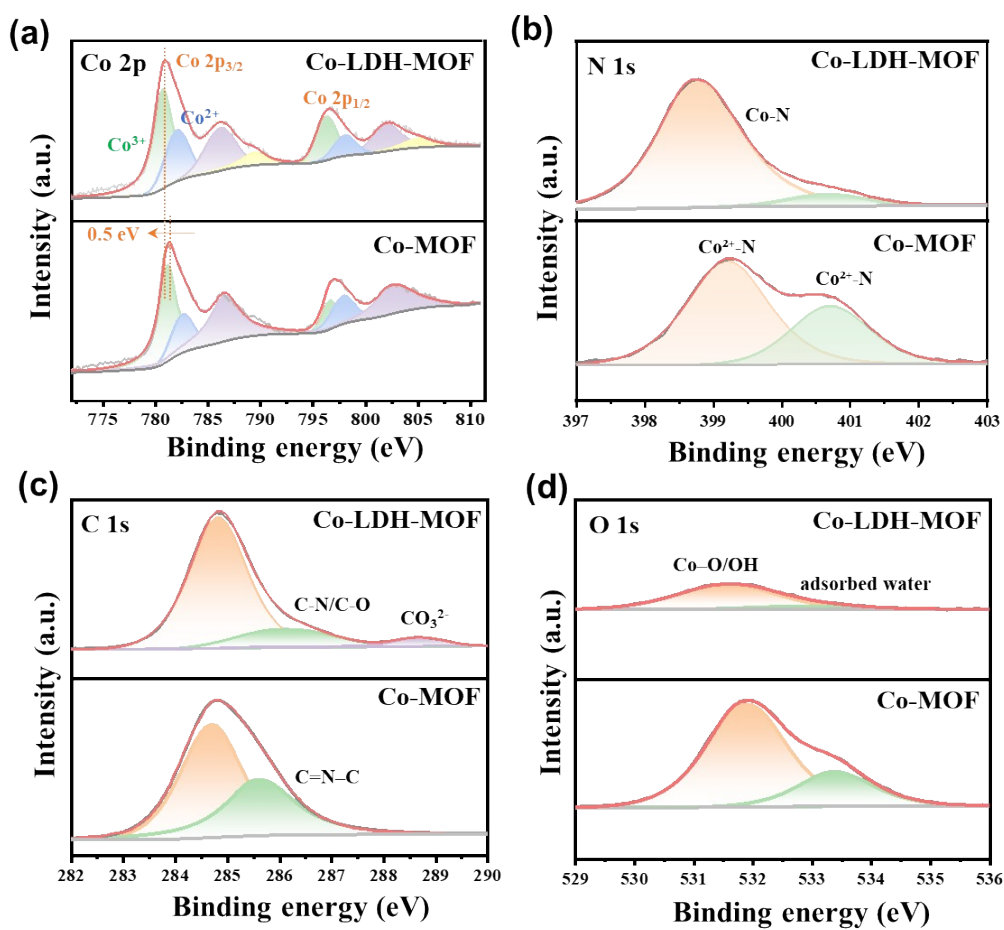 (a)
Co 2p
Co 2p3/2
Co-LDH-MOF
Co 2p1/2
Co2+
Co3+
0.5 eV
Co-MOF
Intensity (a.u.)
775 780 785 790 795 800 805 810
Binding energy (eV)
(b)
N 1s
Co-LDH-MOF
Co-N
Co-MOF
Co²⁺-N
Co²⁺-N
Intensity (a.u.)
397 398 399 400 401 402 403
Binding energy (eV)
(c)
C 1s
Co-LDH-MOF
C-N/C-O
CO₃²⁻
Co-MOF
C=N–C
Intensity (a.u.)
282 283 284 285 286 287 288 289 290
Binding energy (eV)
(d)
O 1s
Co-LDH-MOF
Co–O/OH
adsorbed water
Co-MOF
Intensity (a.u.)
529 530 531 532 533 534 535 536
Binding energy (eV)